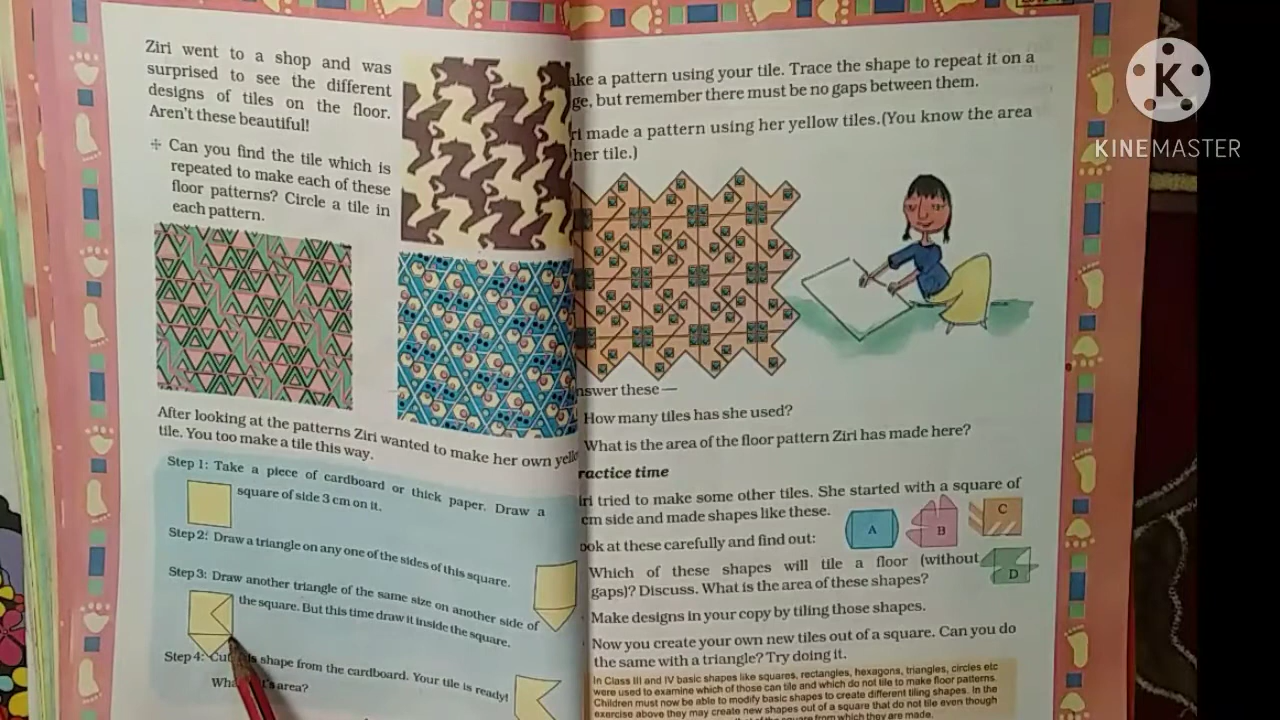 Ziri went to a shop and was
surprised to see the different
designs of tiles on the floor.
Aren't these beautiful!
Can you find the tile which is
repeated to make each of these
floor patterns? Circle a tile in
each pattern.
After looking at the patterns Ziri wanted to make her own
tile. You too make a tile this way.
Step 1: Take a piece of cardboard or thick paper. Draw a
square of side 3 cm on it.
Step 2: Draw a triangle on any one of the sides of this square.
Step 3: Draw another triangle of the same size on another side of
the square. But this time draw it inside the square.
Step 4: shape from the cardboard. Your tile is ready!
area?
ake a pattern using your tile. Trace the shape to repeat it on a
ge, but remember there must be no gaps between them.
ri made a pattern using her yellow tiles.(You know the area
her tile.)
nswer these —
How many tiles has she used?
What is the area of the floor pattern Ziri has made here?
ractice time
iri tried to make some other tiles. She started with a square of
cm side and made shapes like these.
A
B
C
ook at these carefully and find out:
Which of these shapes will tile a floor (without
gaps)? Discuss. What is the area of these shapes?
D
Make designs in your copy by tiling those shapes.
Now you create your own new tiles out of a square. Can you do
the same with a triangle? Try doing it.
In Class III and IV basic shapes like squares, rectangles, hexagons, triangles, circles etc
were used to examine which of those can tile and which do not tile to make floor patterns.
Children must now be able to modify basic shapes to create different tiling shapes. In the
exercise above they may create new shapes out of a square that do not tile even though
of the square from which they are made.
K
KINEMASTER